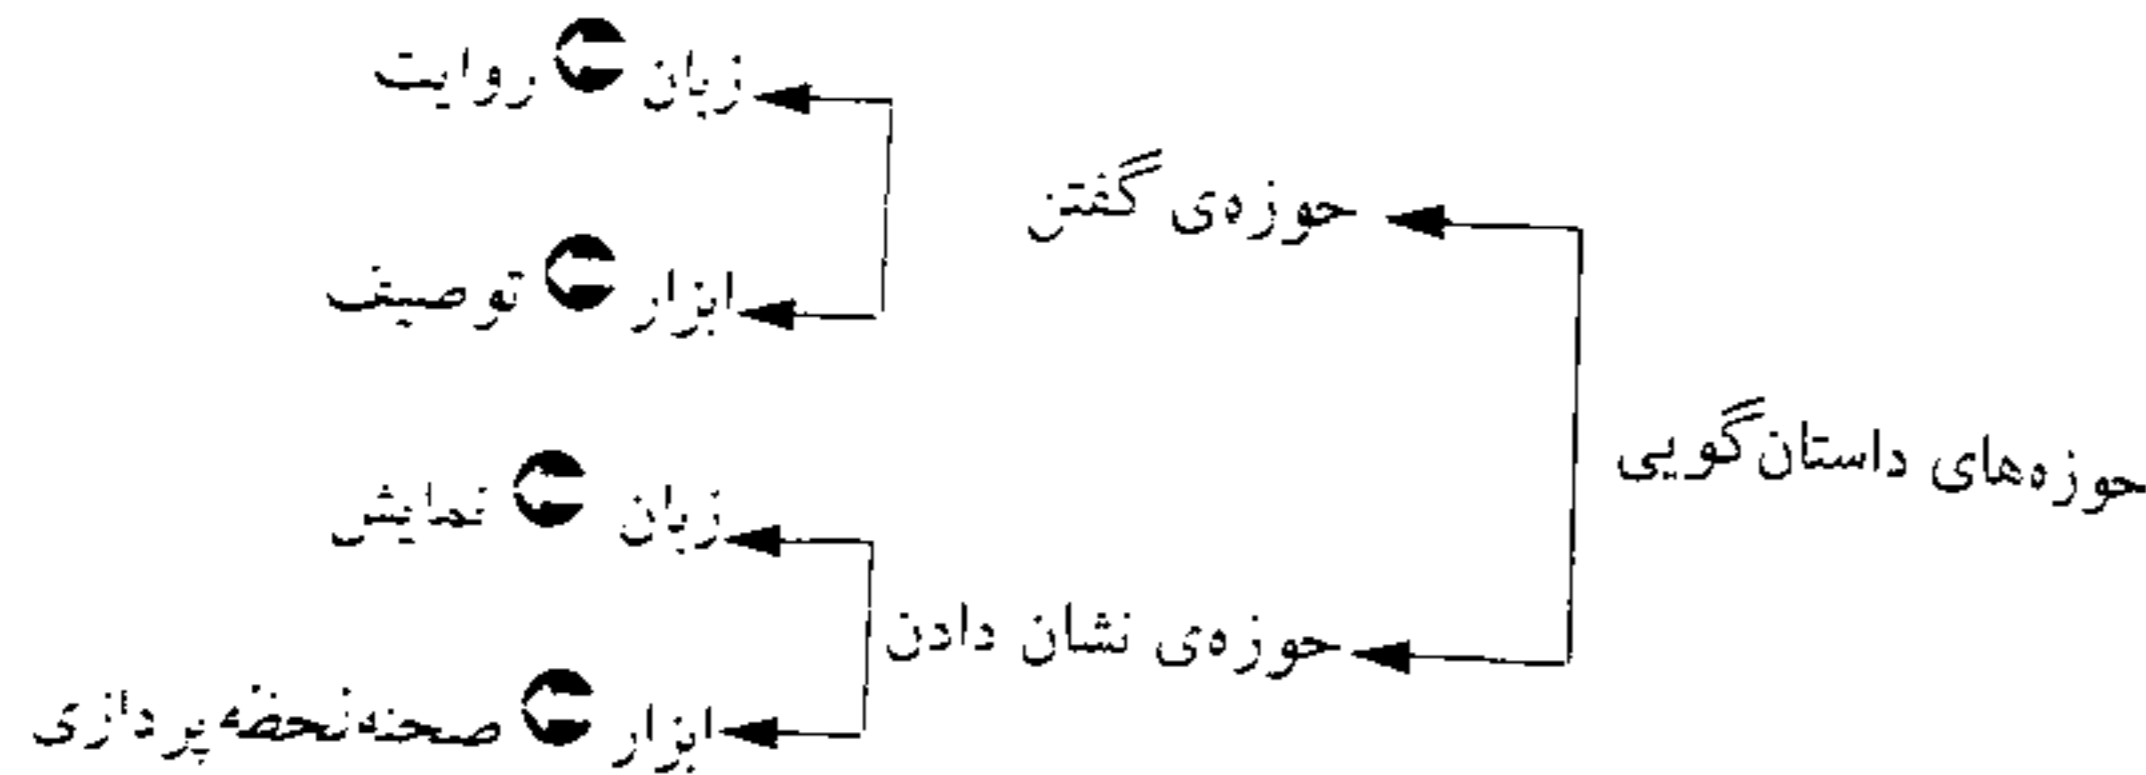 حوزه‌های داستان‌گویی
حوزه‌ی گفتن
زبان روایت
ابزار توصیف
حوزه‌ی نشان دادن
زبان نمایش
ابزار صحنه‌لحظه‌پردازی